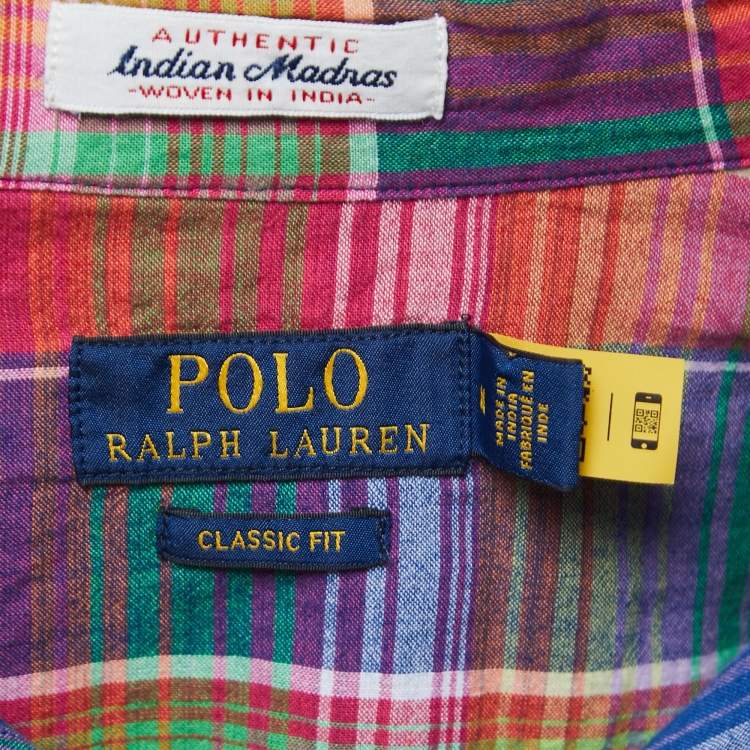 AUTHENTIC
Indian Madras
-WOVEN IN INDIA-
POLO
RALPH LAUREN
MADE IN
INDIA
FABRIQUÉ EN
INDE
CLASSIC FIT